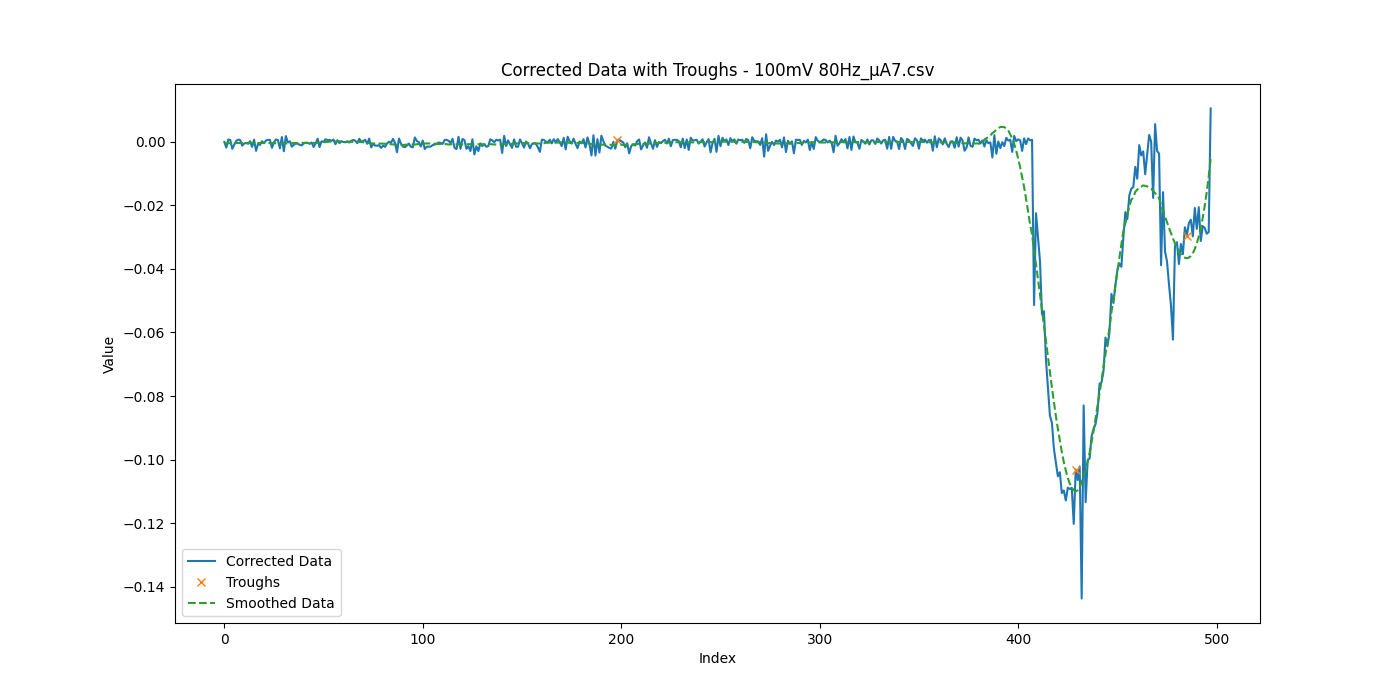 Corrected Data with Troughs - 100mV 80Hz_μA7.csv
Value
0.00
−0.02
−0.04
−0.06
−0.08
−0.10
−0.12
−0.14
Corrected Data
Troughs
Smoothed Data
0 100 200 300 400 500
Index